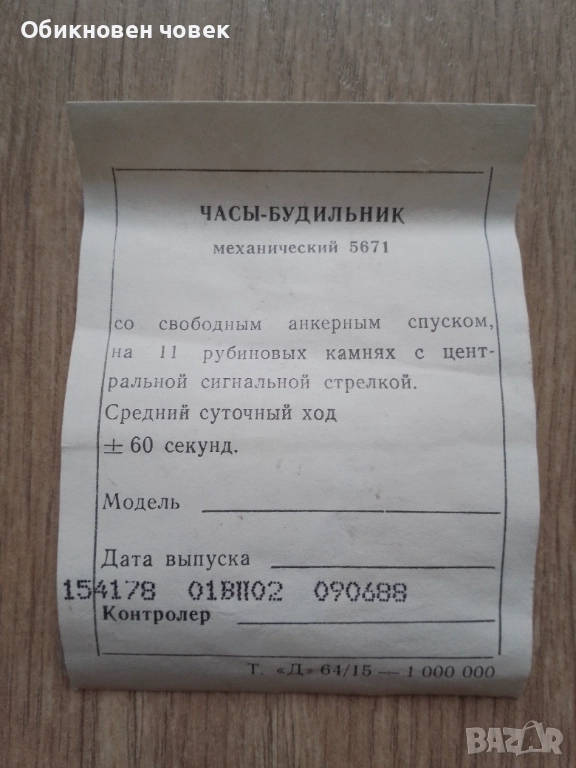 Обикновен човек
ЧАСЫ-БУДИЛЬНИК
механический 5671
со свободным анкерным спуском,
на 11 рубиновых камнях с цент-
ральной сигнальной стрелкой.
Средний суточный ход
± 60 секунд.
Модель
Дата выпуска
154178 01ВП02 090688
Контролер
Т. «Д» 64/15 — 1 000 000
BAZAR